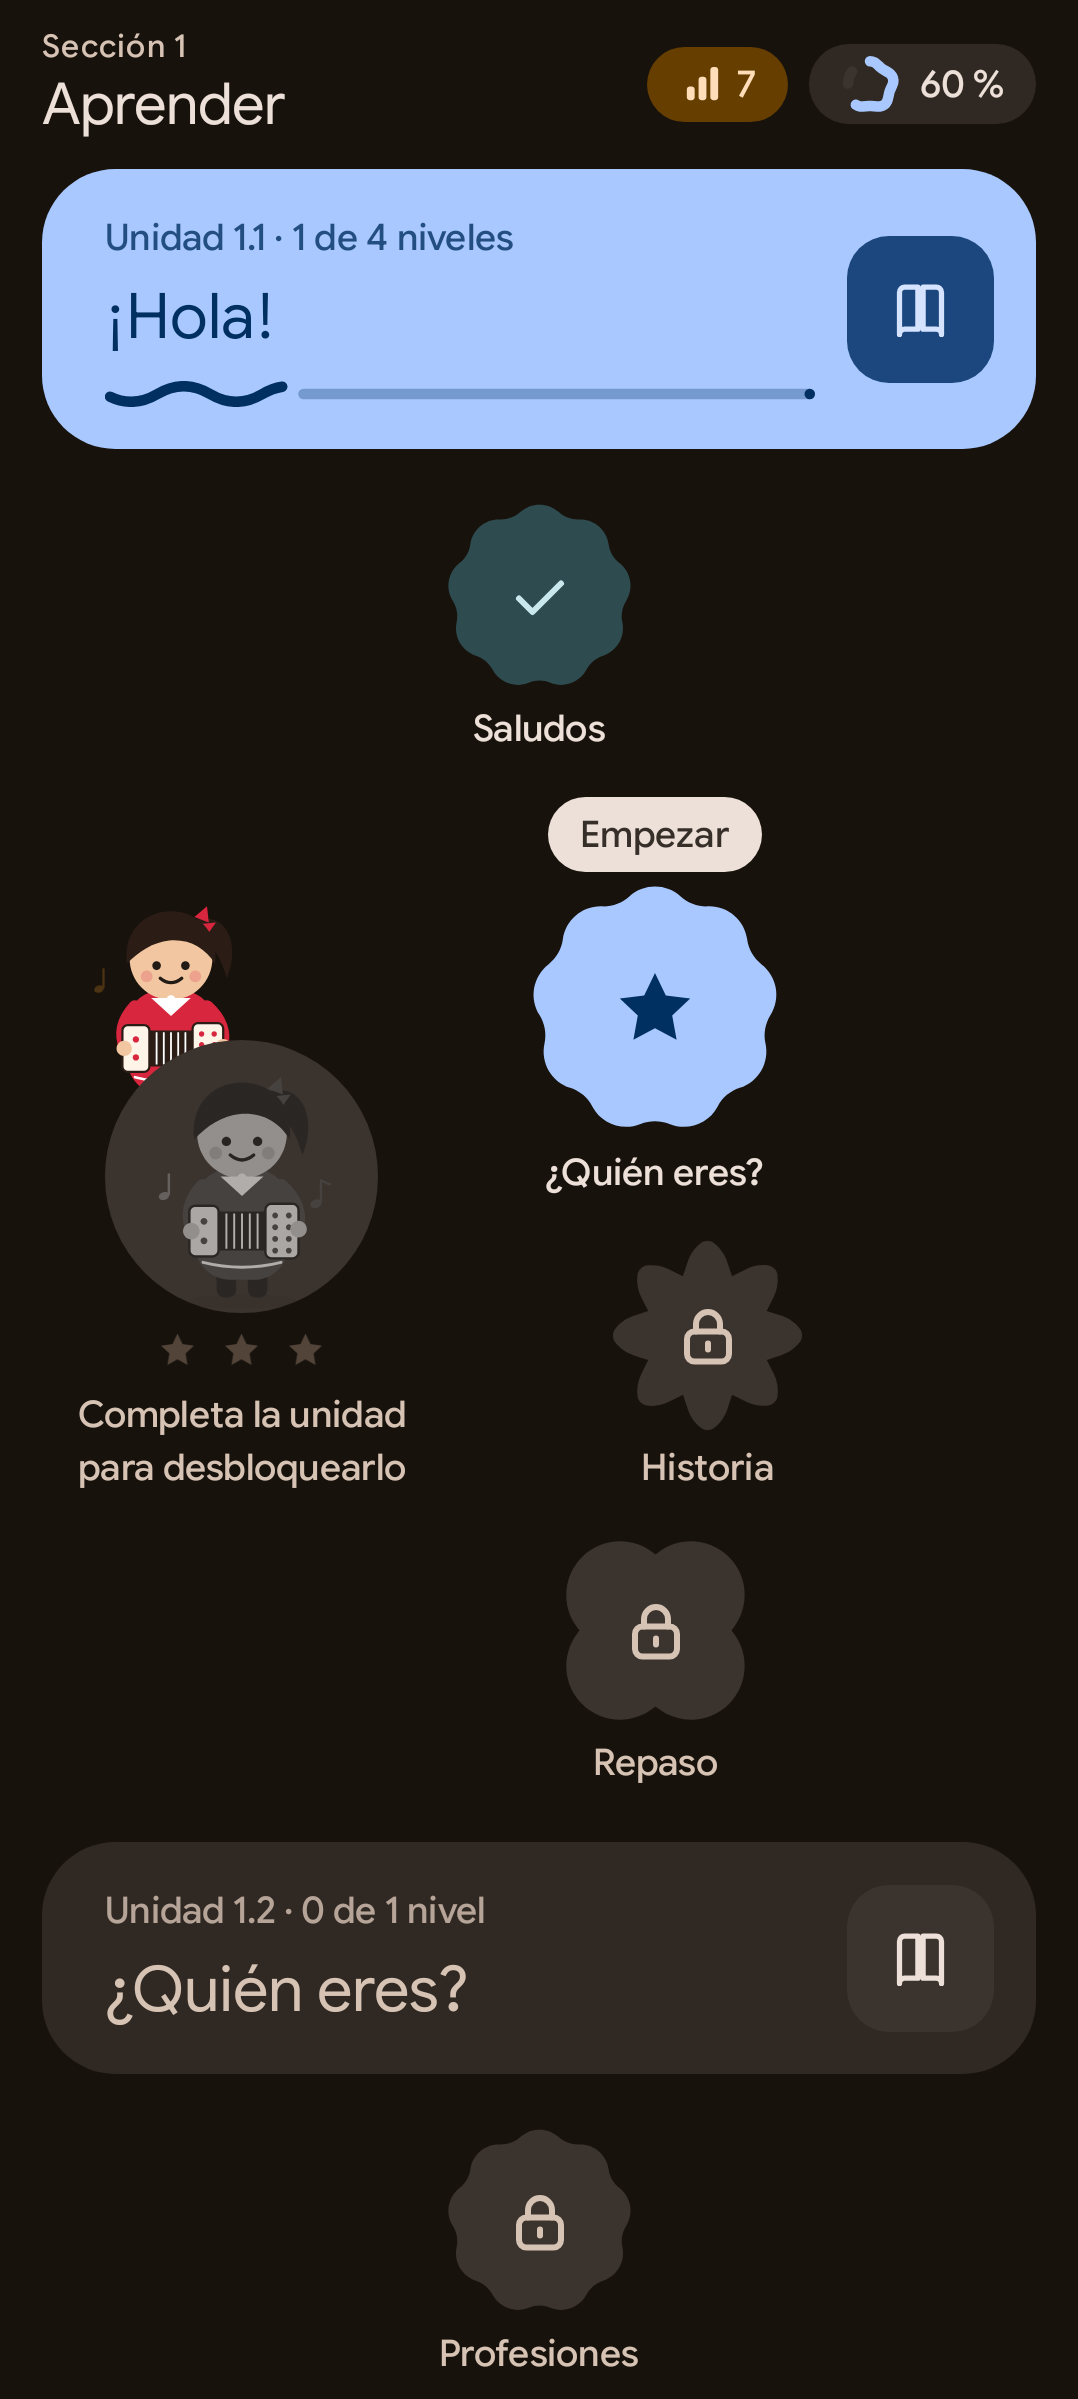 Sección 1
Aprender
7
60 %
Unidad 1.1 · 1 de 4 niveles
¡Hola!
Saludos
Empezar
¿Quién eres?
Completa la unidad
para desbloquearlo
Historia
Repaso
Unidad 1.2 · 0 de 1 nivel
¿Quién eres?
Profesiones